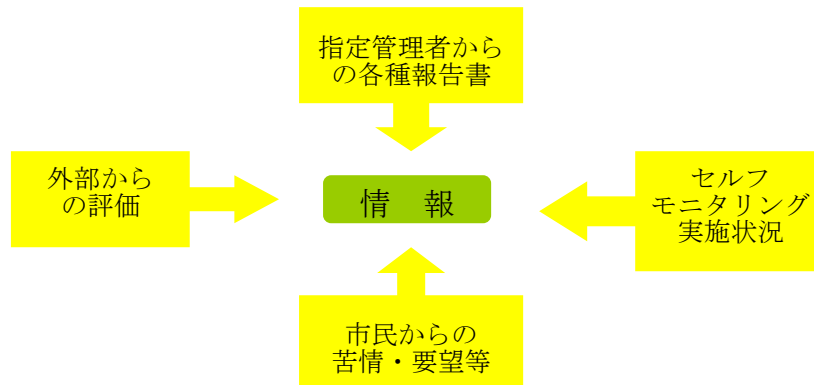 指定管理者から
の各種報告書
外部から
の評価
情　報
セルフ
モニタリング
実施状況
市民からの
苦情・要望等